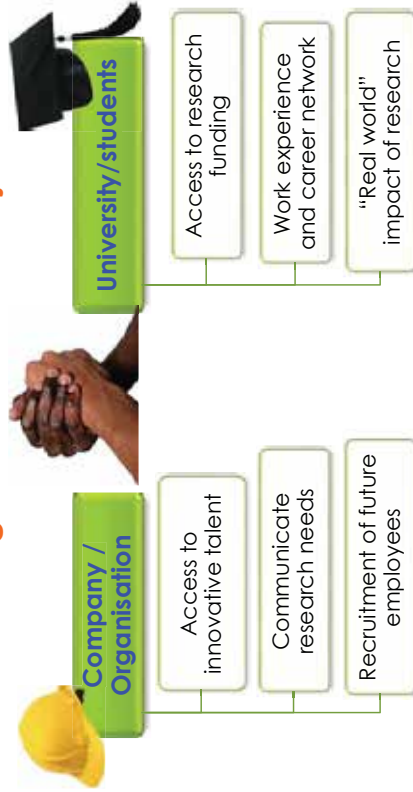 Company /
Organisation
Access to
innovative talent
Communicate
research needs
Recruitment of future
employees
University/students
Access to research
funding
Work experience
and career network
“Real world”
impact of research